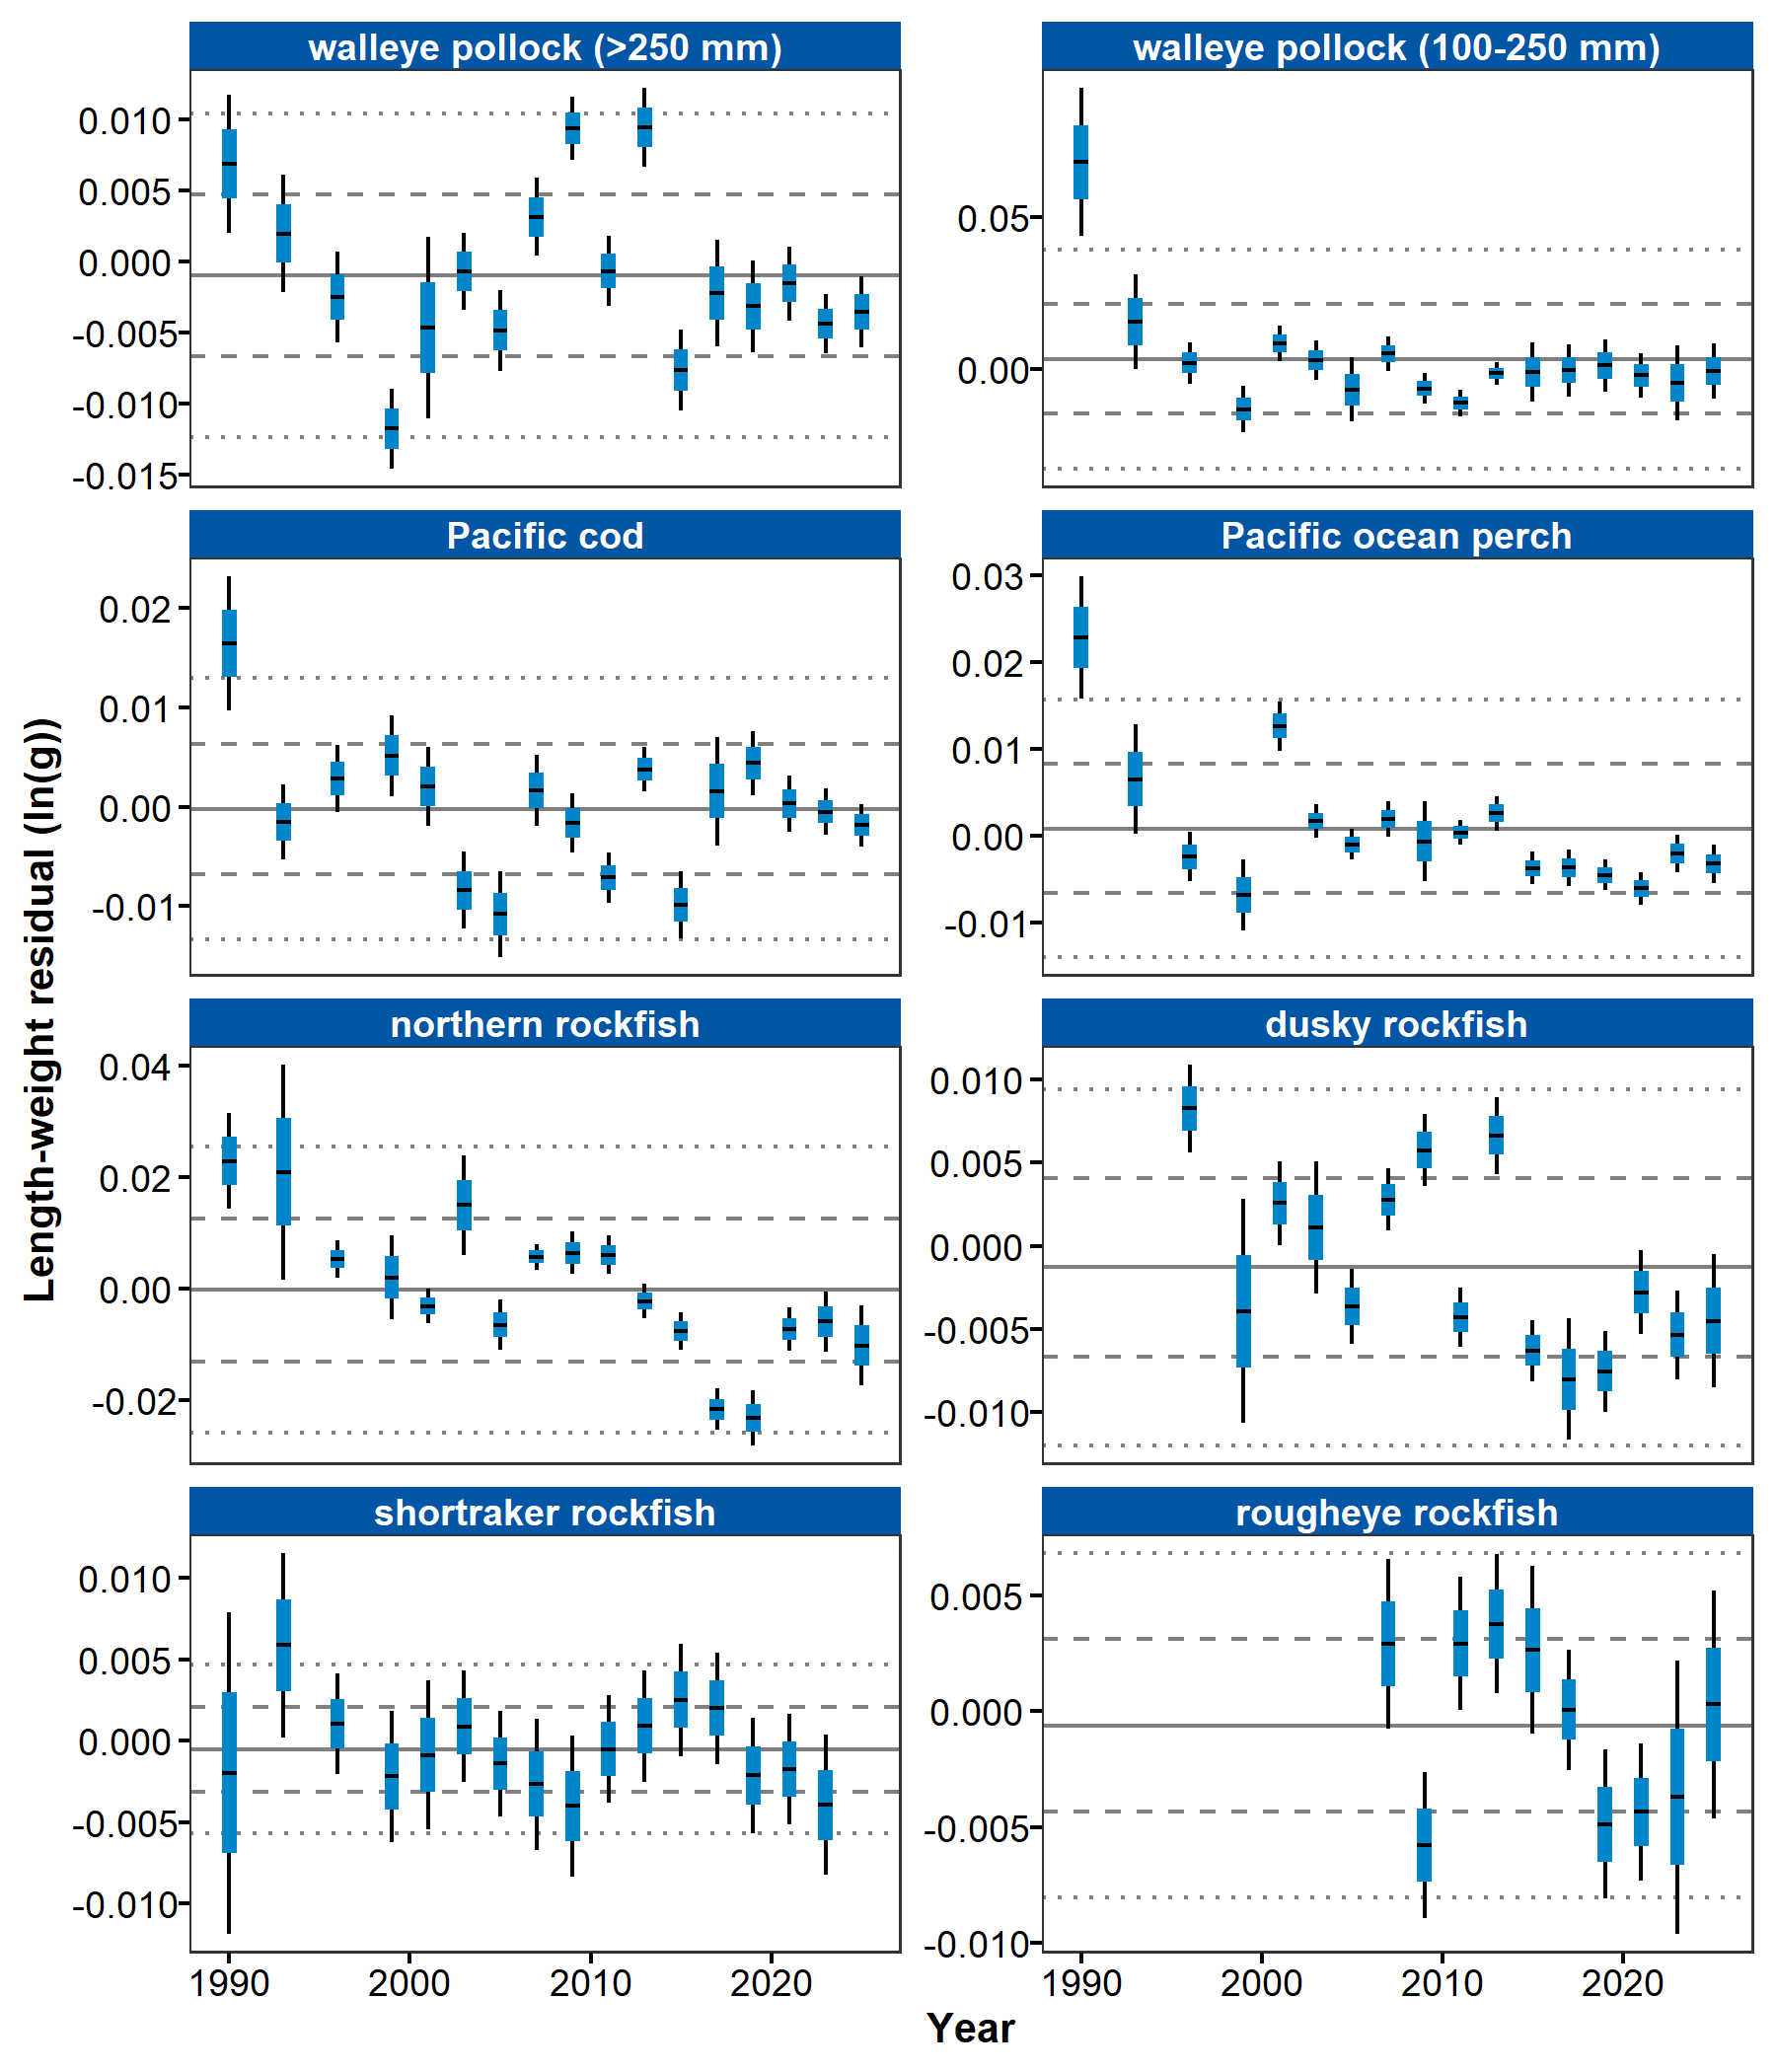 walleye pollock (>250 mm)
walleye pollock (100-250 mm)
0.010
0.005
0.000
-0.005
-0.010
-0.015
0.05
0.00
Pacific cod
Pacific ocean perch
0.02
0.01
0.00
-0.01
0.03
0.02
0.01
0.00
-0.01
Length-weight residual (ln(g))
northern rockfish
dusky rockfish
0.04
0.02
0.00
-0.02
0.010
0.005
0.000
-0.005
-0.010
shortraker rockfish
rougheye rockfish
0.010
0.005
0.000
-0.005
-0.010
0.005
0.000
-0.005
-0.010
1990 2000 2010 2020
1990 2000 2010 2020
Year